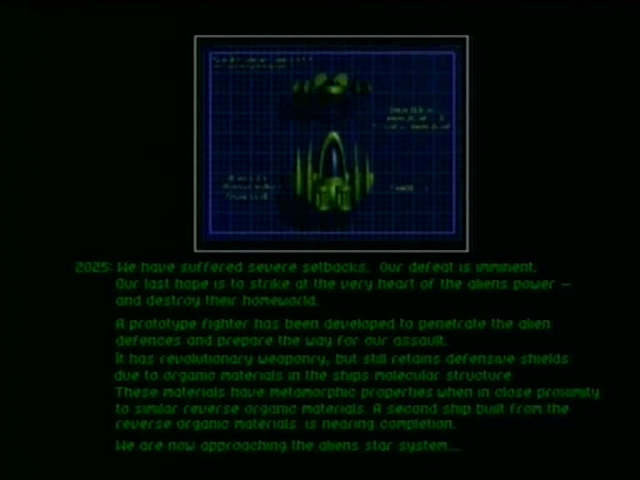 2025: We have suffered severe setbacks. Our defeat is imminent.
Our last hope is to strike at the very heart of the aliens power —
and destroy their homeworld.
A prototype fighter has been developed to penetrate the alien
defences and prepare the way for our assault.
It has revolutionary weaponry, but still retains defensive shields
due to organic materials in the ships molecular structure
These materials have metamorphic properties when in close proximity
to similar reverse organic materials. A second ship built from the
reverse organic materials is nearing completion.
We are now approaching the aliens star system...